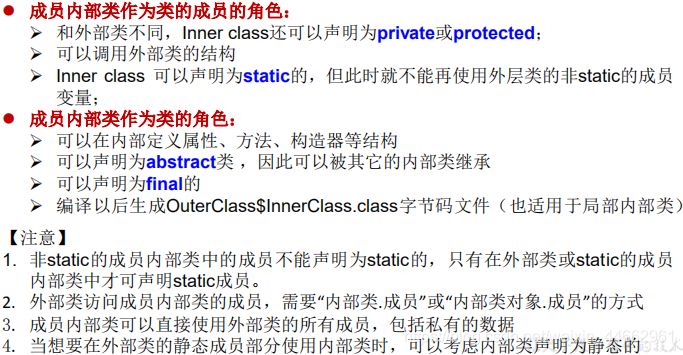 ● 成员内部类作为类的成员的角色：
➢ 和外部类不同，Inner class还可以声明为private或protected；
➢ 可以调用外部类的结构
➢ Inner class 可以声明为static的，但此时就不能再使用外层类的非static的成员
变量；
● 成员内部类作为类的角色：
➢ 可以在内部定义属性、方法、构造器等结构
➢ 可以声明为abstract类 ，因此可以被其它的内部类继承
➢ 可以声明为final的
➢ 编译以后生成OuterClass$InnerClass.class字节码文件（也适用于局部内部类）
【注意】
1. 非static的成员内部类中的成员不能声明为static的，只有在外部类或static的成员
内部类中才可声明static成员。
2. 外部类访问成员内部类的成员，需要“内部类.成员”或“内部类对象.成员”的方式
3. 成员内部类可以直接使用外部类的所有成员，包括私有的数据
4. 当想要在外部类的静态成员部分使用内部类时，可以考虑内部类声明为静态的